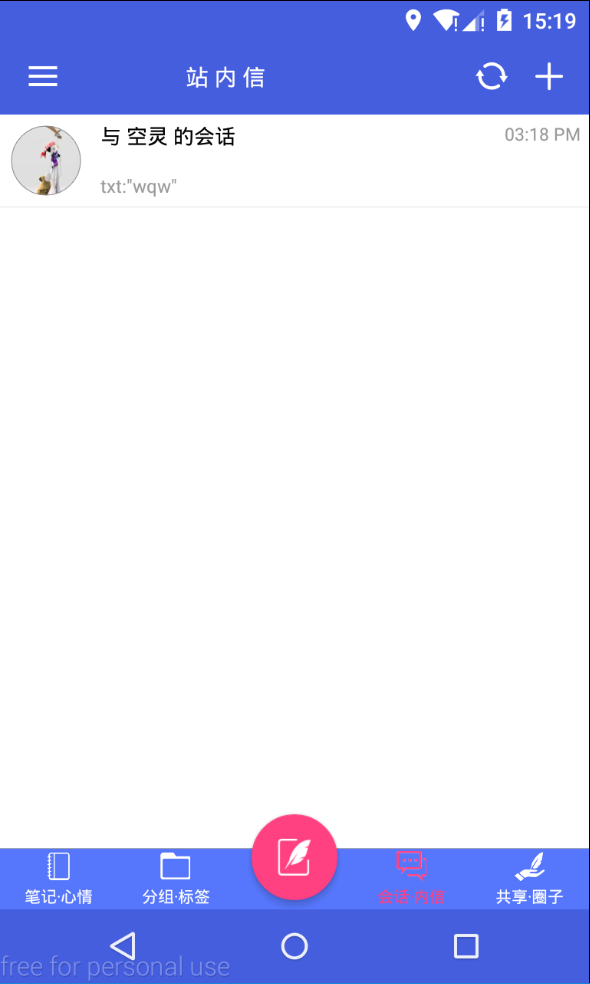 15:19
站内信
与 空灵 的会话
03:18 PM
txt:"wqw"
笔记·心情
分组·标签
会话·内信
共享·圈子
free for personal use